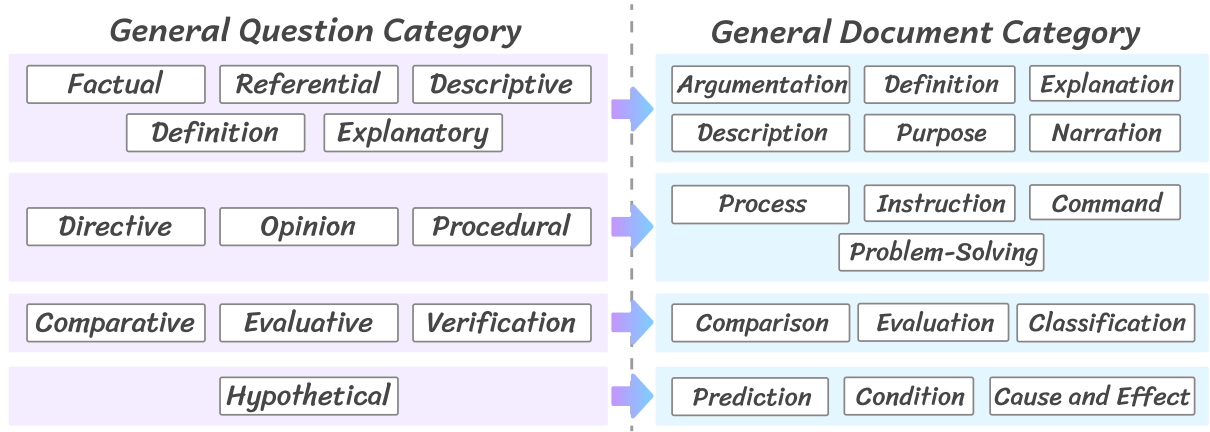 General Question Category
Factual Referential Descriptive
Definition Explanatory
Directive Opinion Procedural
Comparative Evaluative Verification
Hypothetical
General Document Category
Argumentation Definition Explanation
Description Purpose Narration
Process Instruction Command
Problem-Solving
Comparison Evaluation Classification
Prediction Condition Cause and Effect